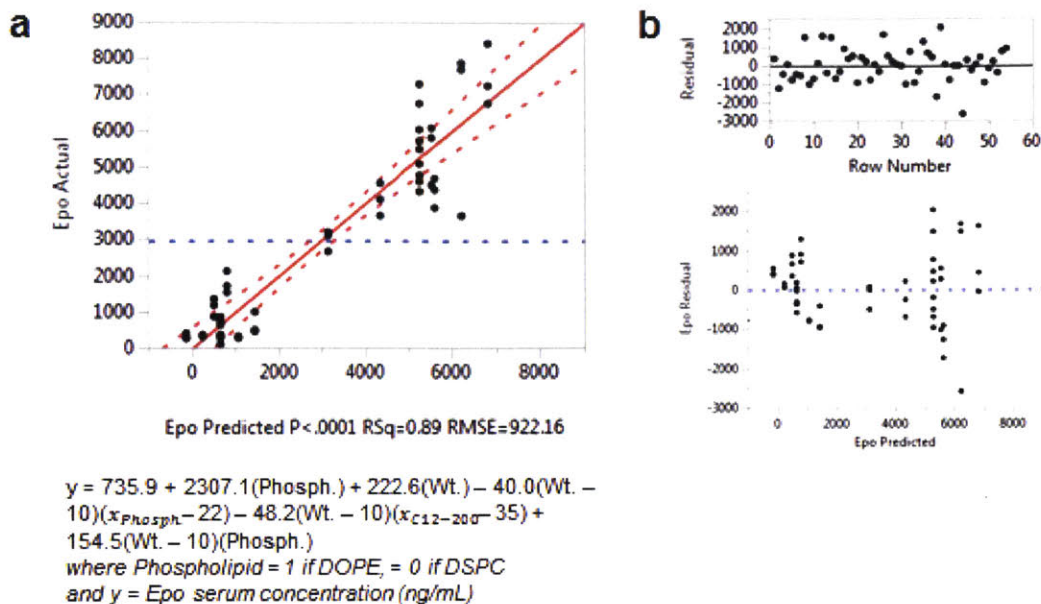 a
9000
8000
7000
6000
5000
4000
3000
2000
1000
0
Epo Actual
0 2000 4000 6000 8000
Epo Predicted P<.0001 RSq=0.89 RMSE=922.16
y = 735.9 + 2307.1(Phosph.) + 222.6(Wt.) – 40.0(Wt. –
10)(xPhosph – 22) – 48.2(Wt. – 10)(xC12-200 – 35) +
154.5(Wt. – 10)(Phosph.)
where Phospholipid = 1 if DOPE, = 0 if DSPC
and y = Epo serum concentration (ng/mL)
b
2000
1000
0
-1000
-3000
Residual
0 10 20 30 40 50 60
Row Number
2000
1000
0
-1000
-3000
Epo Residual
0 2000 4000 6000 8000
Epo Predicted